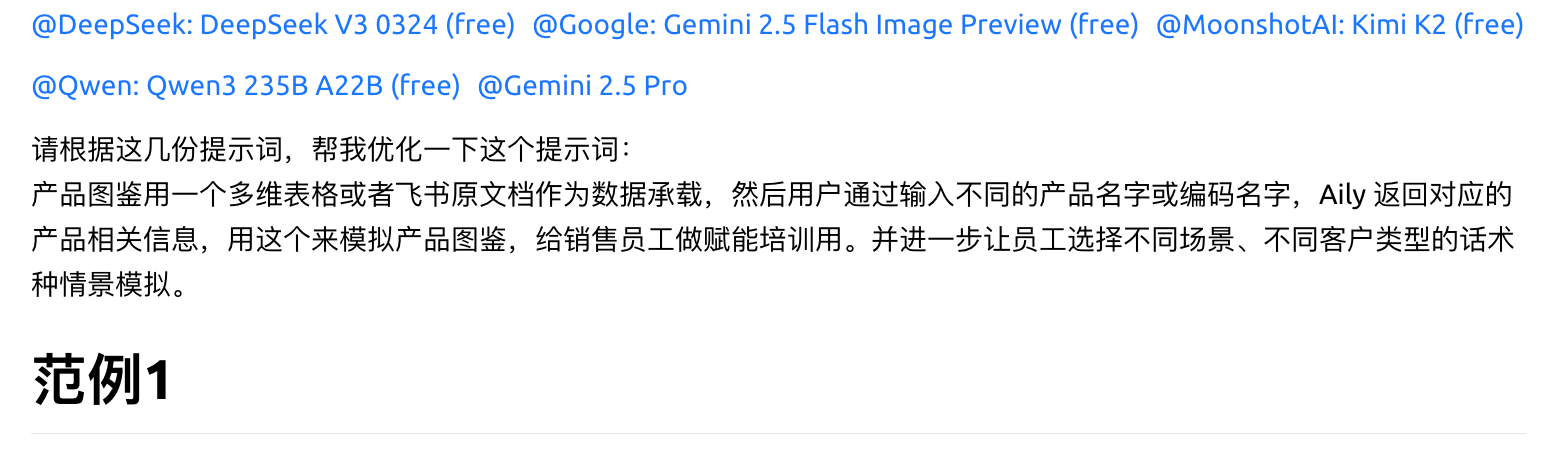 @DeepSeek: DeepSeek V3 0324 (free) @Google: Gemini 2.5 Flash Image Preview (free) @MoonshotAI: Kimi K2 (free)
@Qwen: Qwen3 235B A22B (free) @Gemini 2.5 Pro
请根据这几份提示词，帮我优化一下这个提示词：
产品图鉴用一个多维表格或者飞书原文档作为数据承载，然后用户通过输入不同的产品名字或编码名字，Aily 返回对应的
产品相关信息，用这个来模拟产品图鉴，给销售员工做赋能培训用。并进一步让员工选择不同场景、不同客户类型的话术
种情景模拟。
范例1